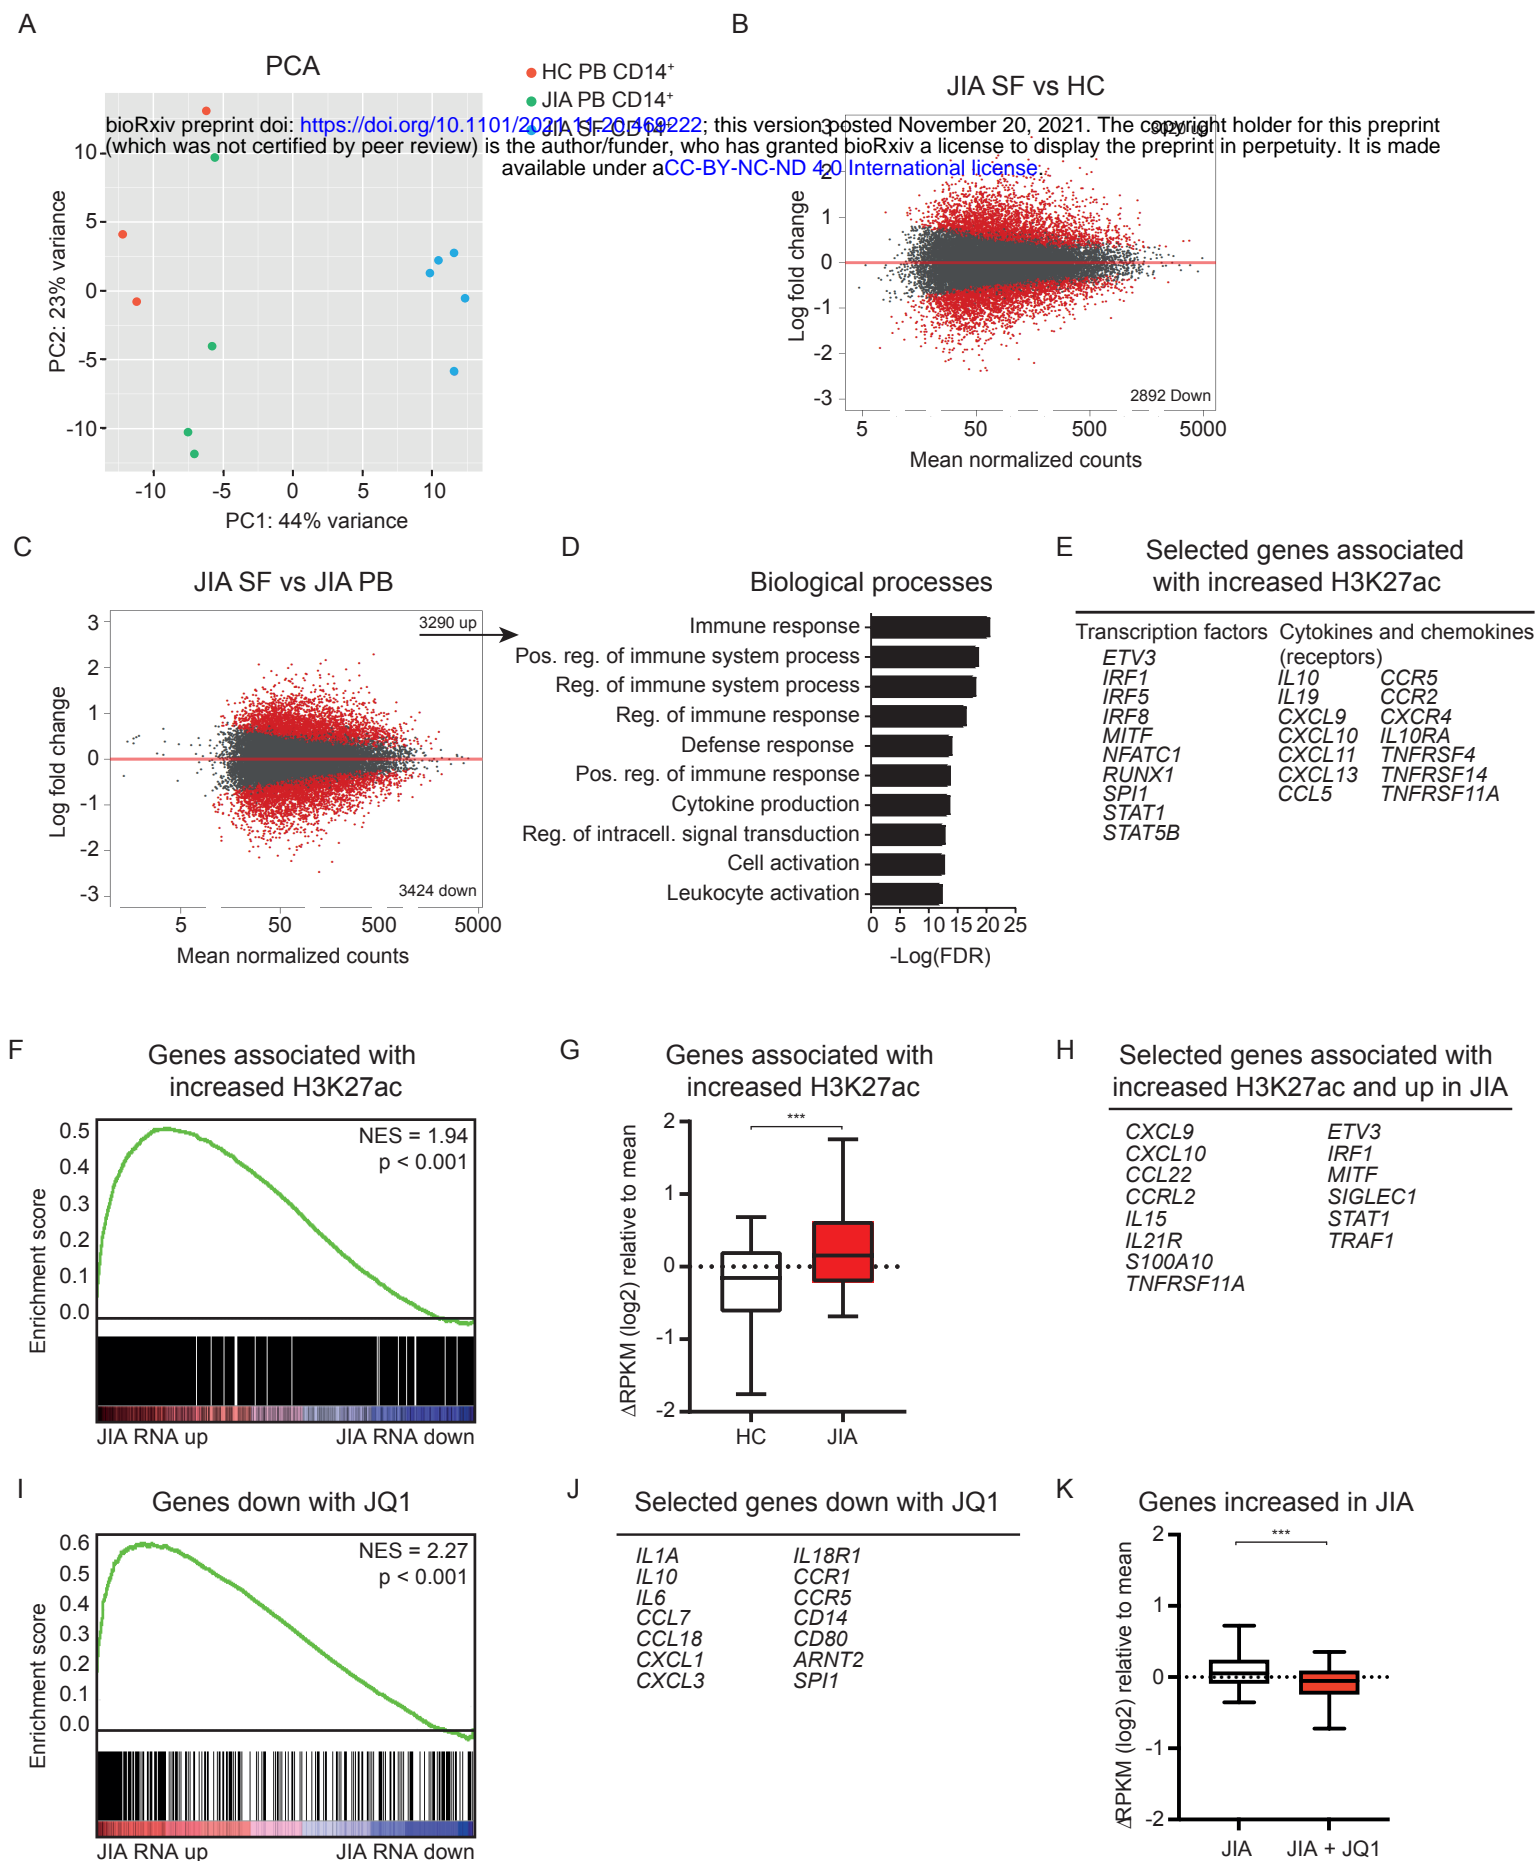 A
B
PCA
HC PB CD14+
JIA PB CD14+
JIA SF CD14+
JIA SF vs HC
bioRxiv preprint doi: https://doi.org/10.1101/2021.11.20.469222; this version posted November 20, 2021. The copyright holder for this preprint
(which was not certified by peer review) is the author/funder, who has granted bioRxiv a license to display the preprint in perpetuity. It is made
available under aCC-BY-NC-ND 4.0 International license.
10
5
0
-5
-10
PC2: 23% variance
-10 -5 0 5 10
PC1: 44% variance
3
2
1
0
-1
-2
-3
Log fold change
2892 Down
5 50 500 5000
Mean normalized counts
C
JIA SF vs JIA PB
3290 up
3
2
1
0
-1
-2
-3
Log fold change
3424 down
5 50 500 5000
Mean normalized counts
D
Biological processes
Immune response
Pos. reg. of immune system process
Reg. of immune system process
Reg. of immune response
Defense response
Pos. reg. of immune response
Cytokine production
Reg. of intracell. signal transduction
Cell activation
Leukocyte activation
0 5 10 15 20 25
-Log(FDR)
E
Selected genes associated
with increased H3K27ac
Transcription factors Cytokines and chemokines
(receptors)
ETV3
IRF1
IRF5
IRF8
MITF
NFATC1
RUNX1
SPI1
STAT1
STAT5B
IL10 CCR5
IL19 CCR2
CXCL9 CXCR4
CXCL10 IL10RA
CXCL11 TNFRSF4
CXCL13 TNFRSF14
CCL5 TNFRSF11A
F
Genes associated with
increased H3K27ac
NES = 1.94
p < 0.001
0.5
0.4
0.3
0.2
0.1
0.0
Enrichment score
JIA RNA up JIA RNA down
G
Genes associated with
increased H3K27ac
***
2
1
0
-1
-2
ΔRPKM (log2) relative to mean
HC JIA
H
Selected genes associated with
increased H3K27ac and up in JIA
CXCL9 ETV3
CXCL10 IRF1
CCL22 MITF
CCRL2 SIGLEC1
IL15 STAT1
IL21R TRAF1
S100A10
TNFRSF11A
I
Genes down with JQ1
NES = 2.27
p < 0.001
0.6
0.5
0.4
0.3
0.2
0.1
0.0
Enrichment score
JIA RNA up JIA RNA down
J
Selected genes down with JQ1
IL1A IL18R1
IL10 CCR1
IL6 CCR5
CCL7 CD14
CCL18 CD80
CXCL1 ARNT2
CXCL3 SPI1
K
Genes increased in JIA
***
2
1
0
-1
-2
ΔRPKM (log2) relative to mean
JIA JIA + JQ1